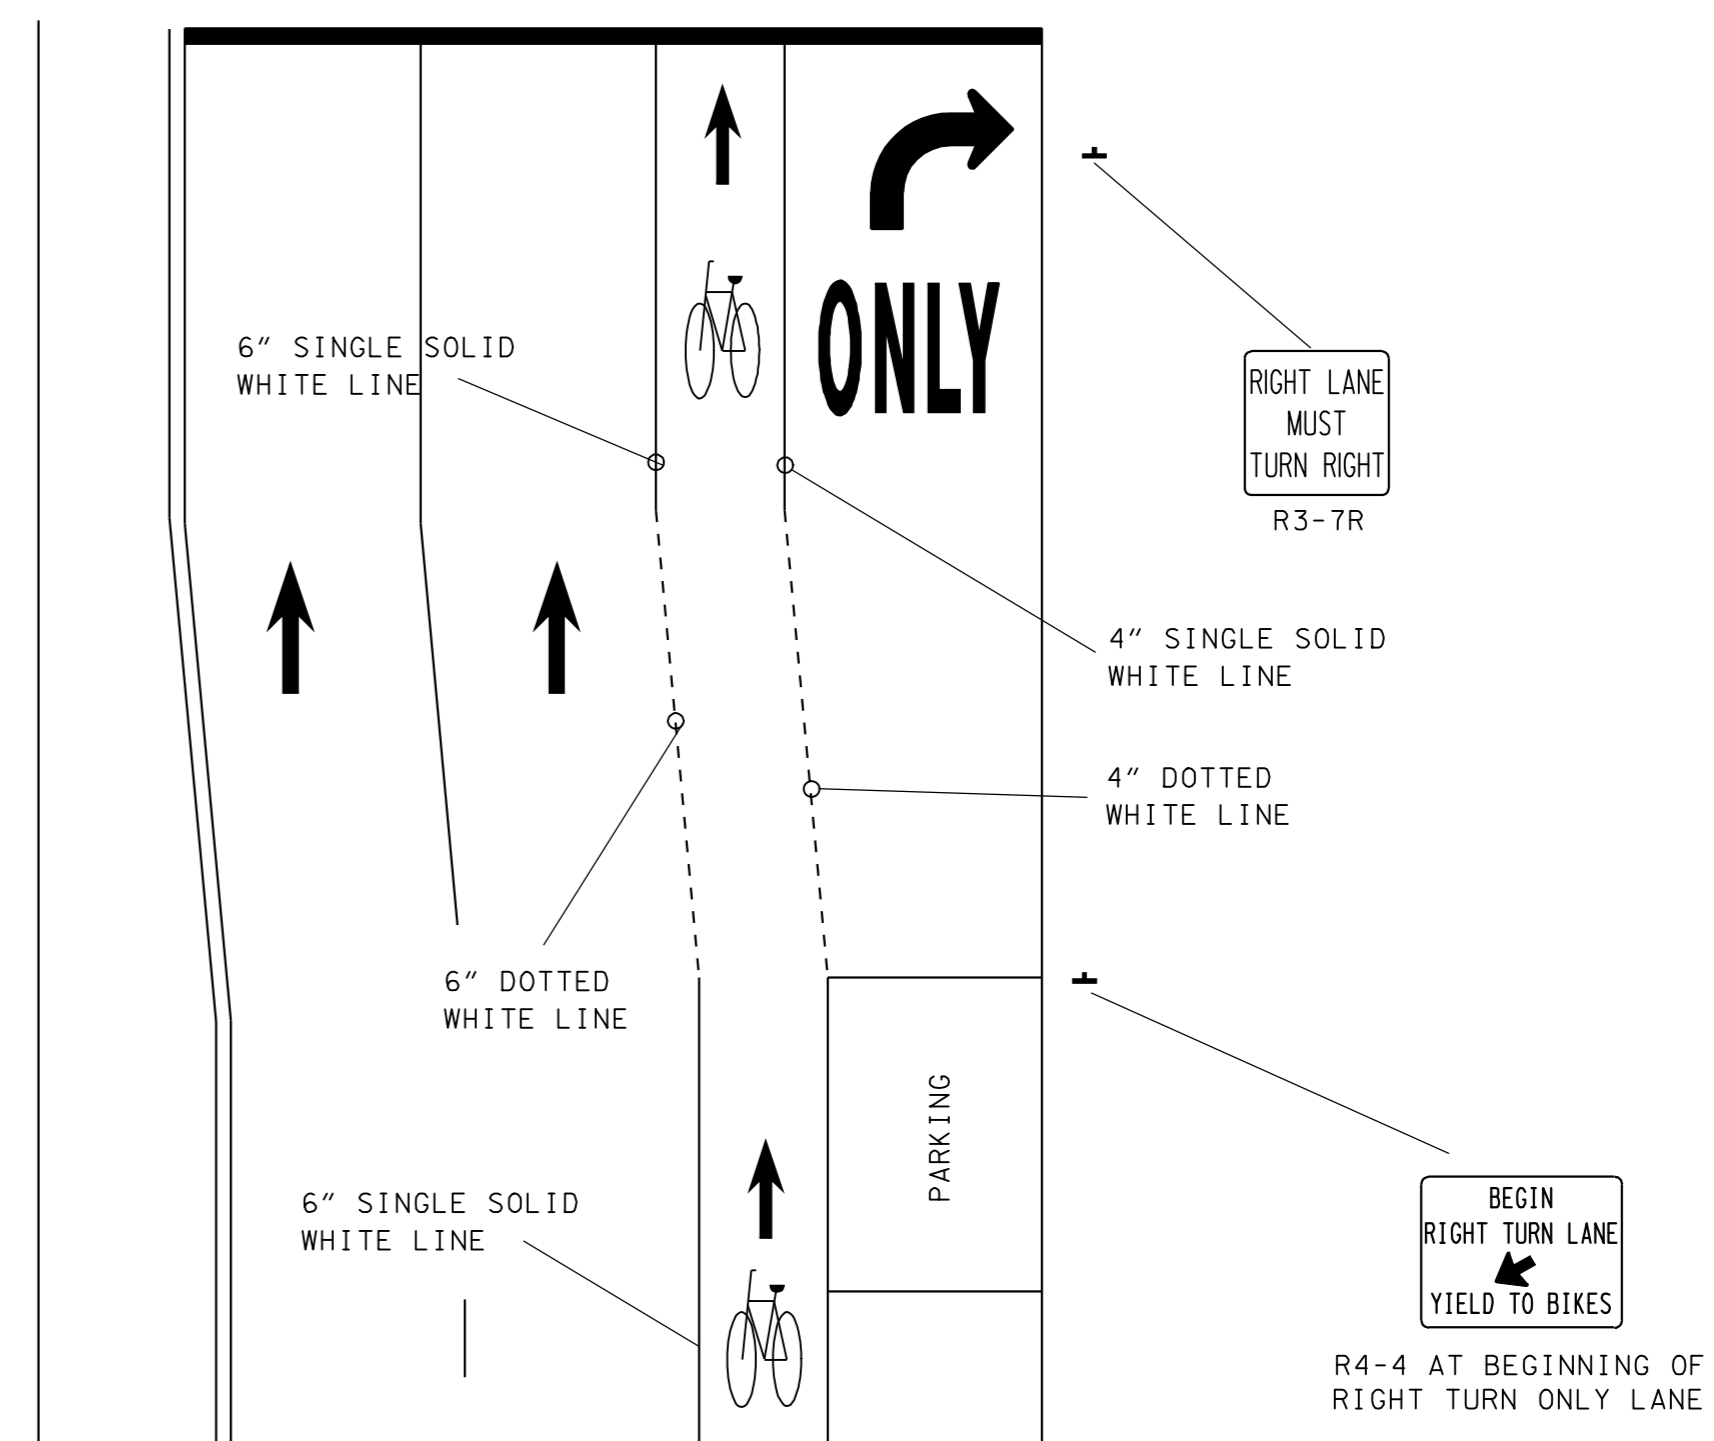 ONLY
6" SINGLE SOLID
WHITE LINE
RIGHT LANE
MUST
TURN RIGHT
R3-7R
4" SINGLE SOLID
WHITE LINE
4" DOTTED
WHITE LINE
6" DOTTED
WHITE LINE
PARKING
6" SINGLE SOLID
WHITE LINE
BEGIN
RIGHT TURN LANE
YIELD TO BIKES
R4-4 AT BEGINNING OF
RIGHT TURN ONLY LANE